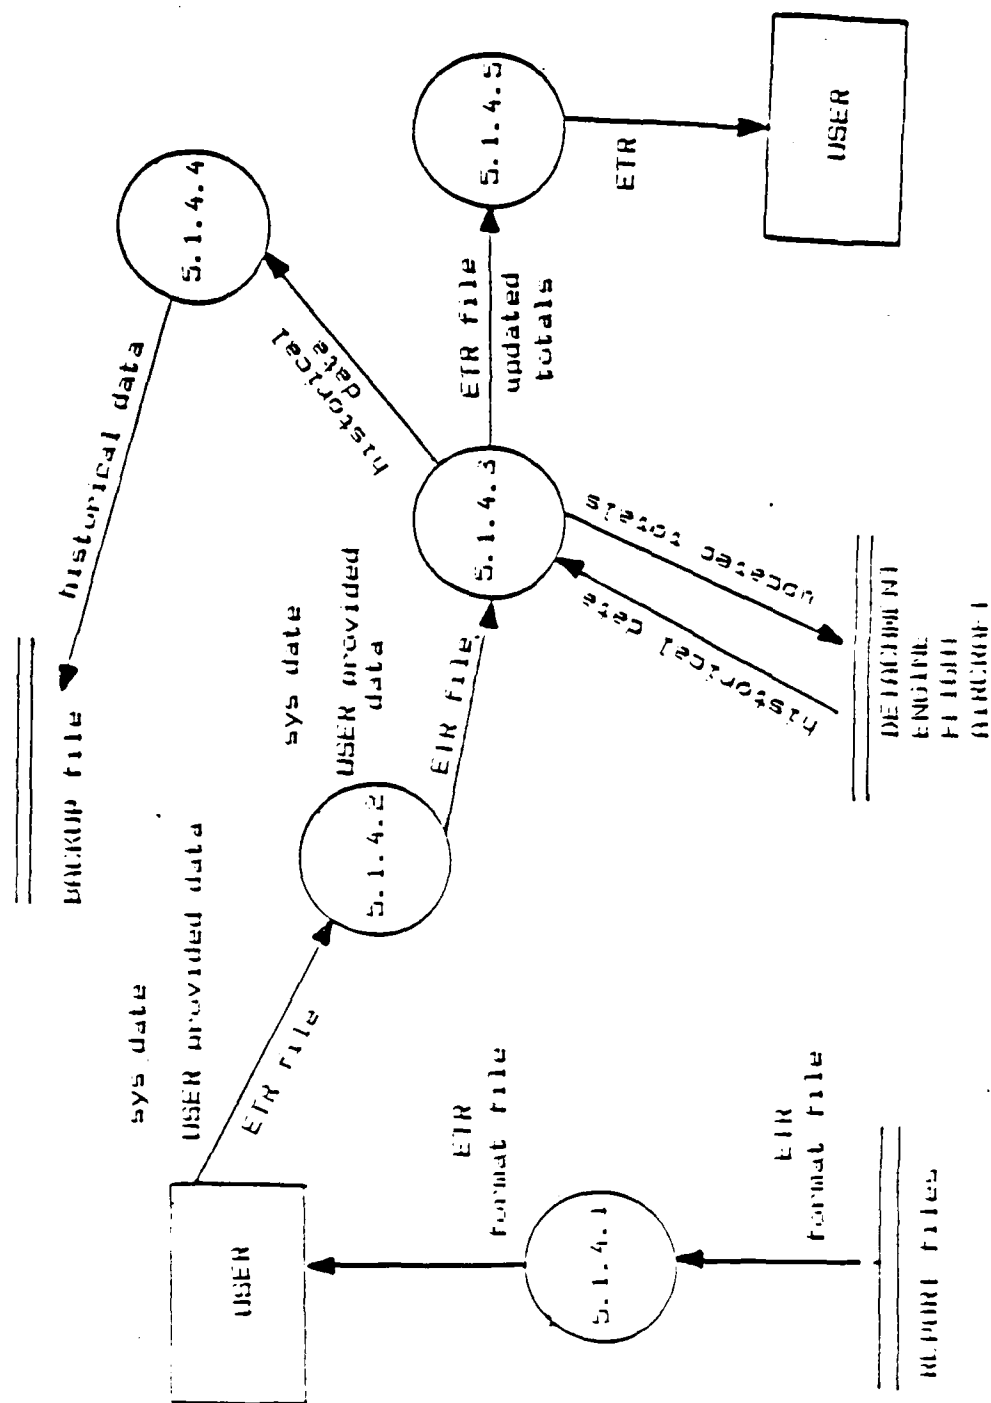 USER
sys date
USER provided data
ETR file
ETR
format file
5.1.4.1
ETR
format file
REPORT files
BACKUP file
historical data
5.1.4.4
historical
data
5.1.4.2
sys date
USER provided
data
ETR file
5.1.4.3
ETR file
updated
totals
5.1.4.5
ETR
USER
updated totals
historical data
DETACHMENT
ENGINE
FLIGHT
AIRCRAFT